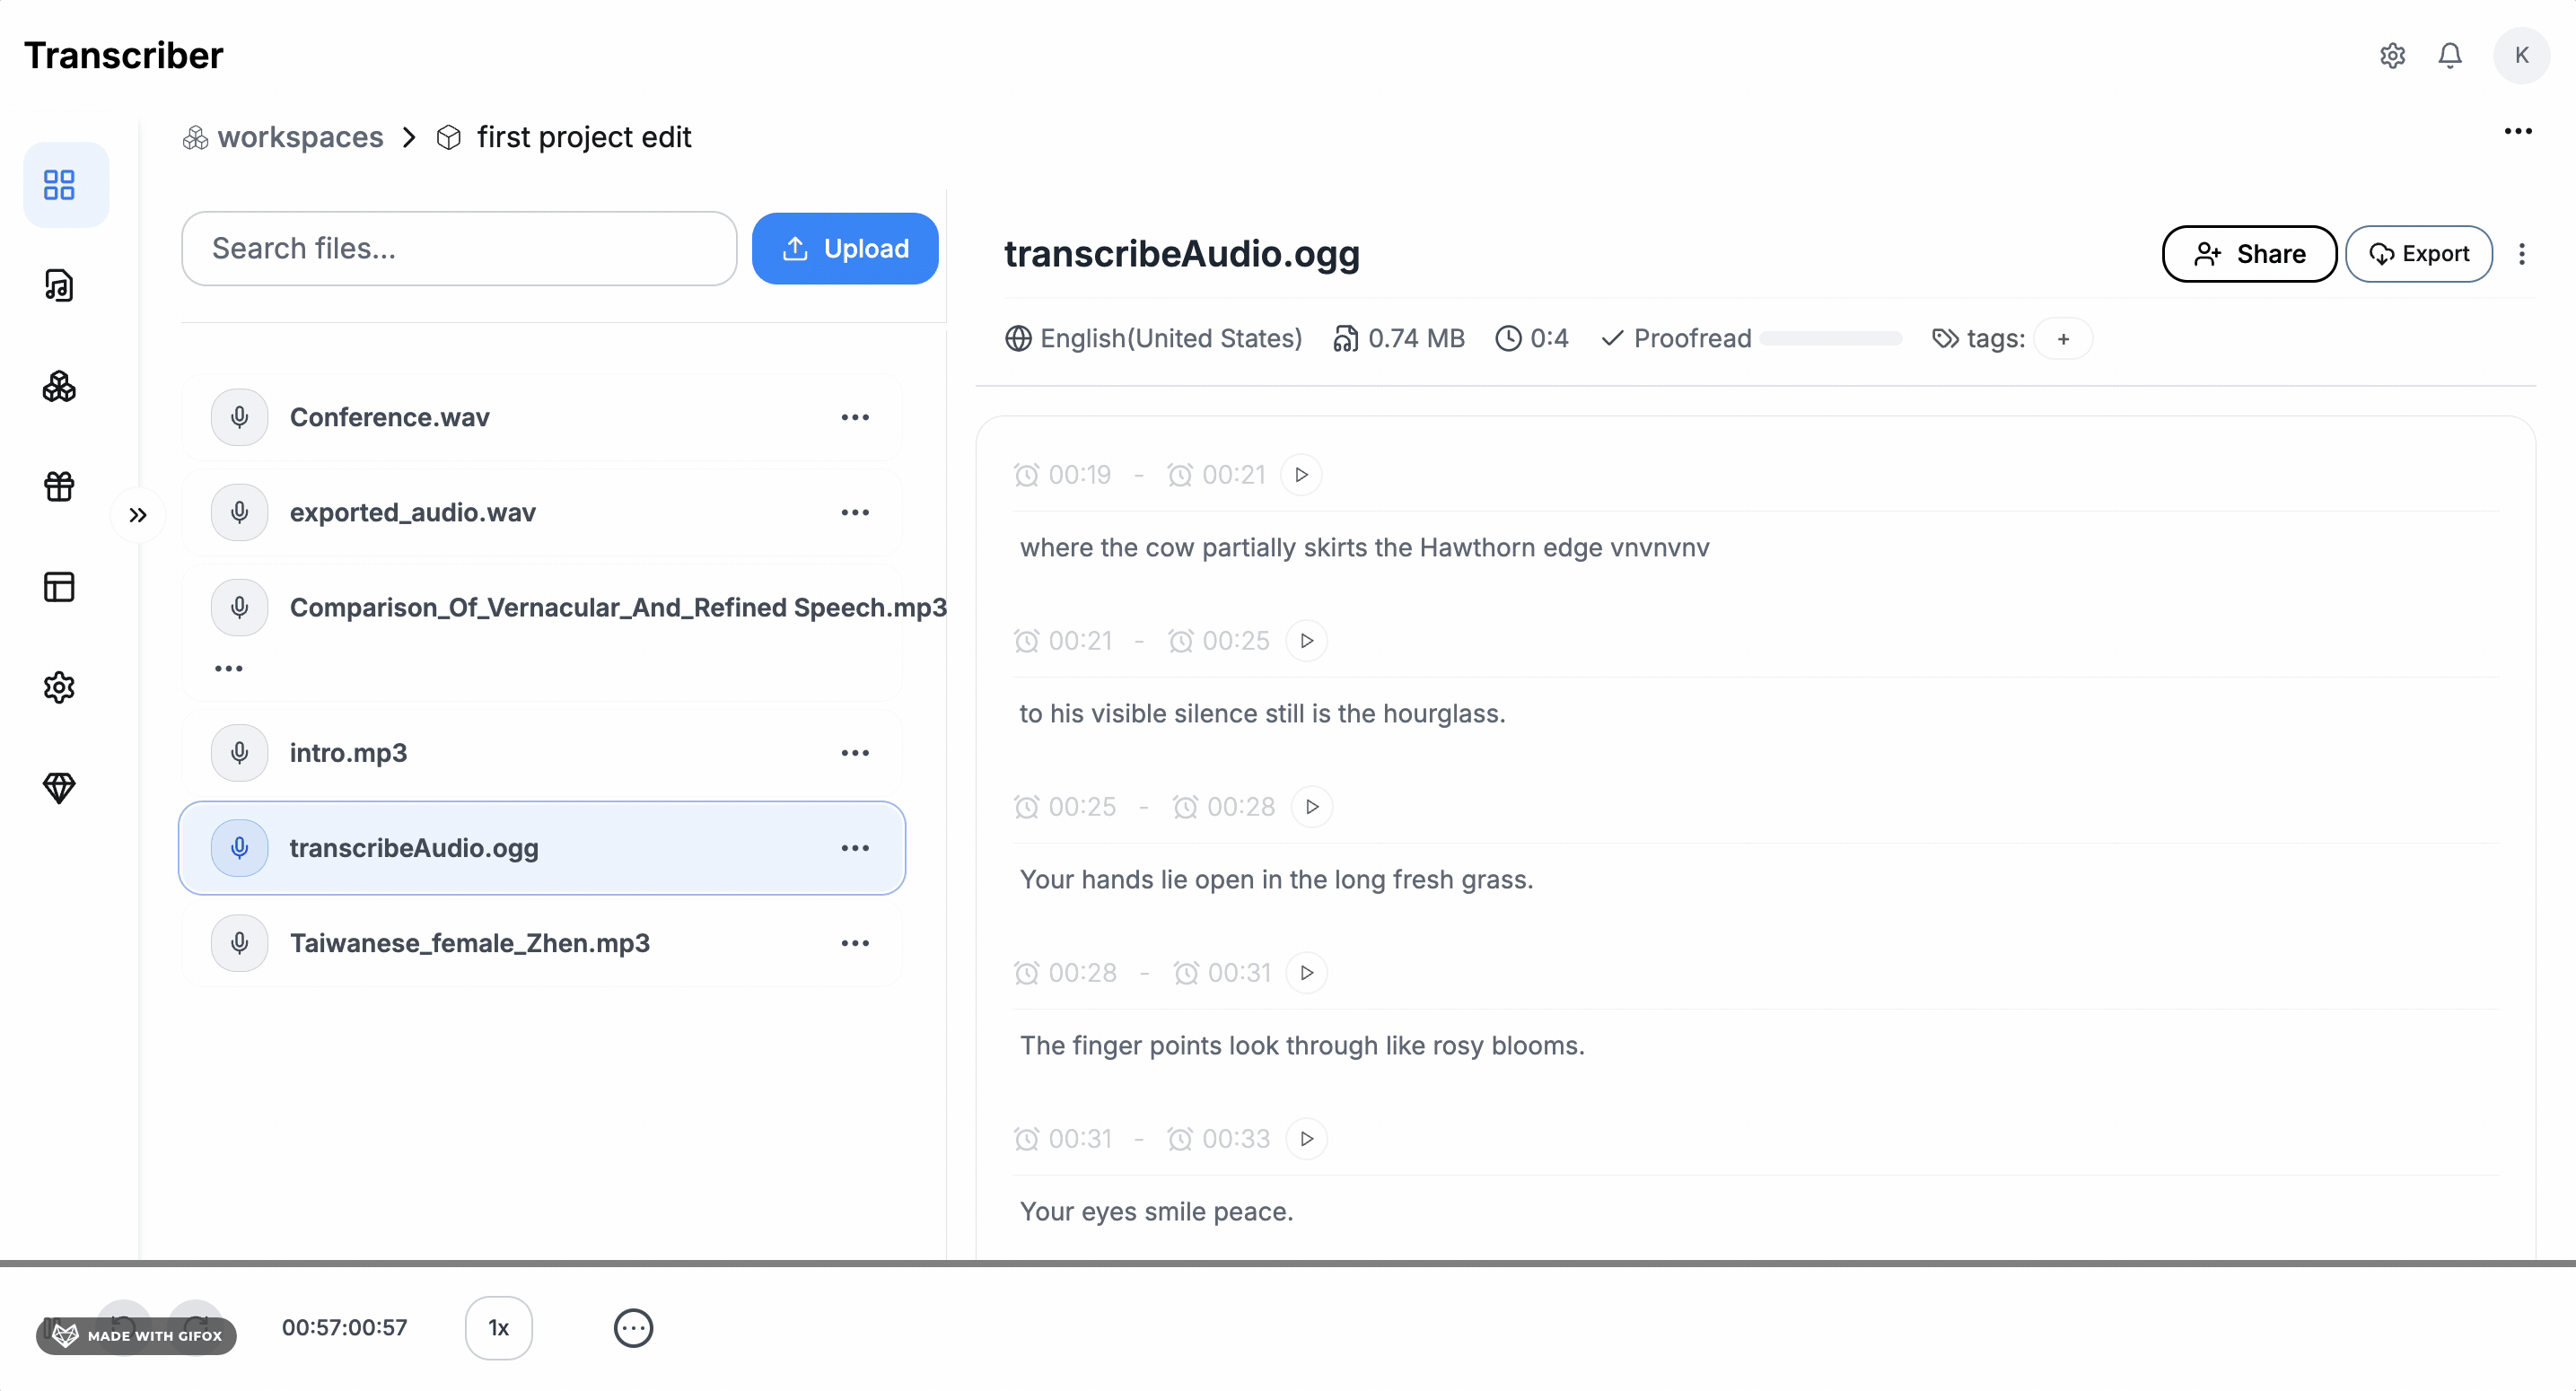 Transcriber
K
workspaces > first project edit
Search files...
Upload
Conference.wav
exported_audio.wav
Comparison_Of_Vernacular_And_Refined Speech.mp3
intro.mp3
transcribeAudio.ogg
Taiwanese_female_Zhen.mp3
transcribeAudio.ogg
Share
Export
English(United States) 0.74 MB 0:4 Proofread tags: +
00:19 - 00:21
where the cow partially skirts the Hawthorn edge vnvnvnv
00:21 - 00:25
to his visible silence still is the hourglass.
00:25 - 00:28
Your hands lie open in the long fresh grass.
00:28 - 00:31
The finger points look through like rosy blooms.
00:31 - 00:33
Your eyes smile peace.
MADE WITH GIFOX
00:57:00:57
1x